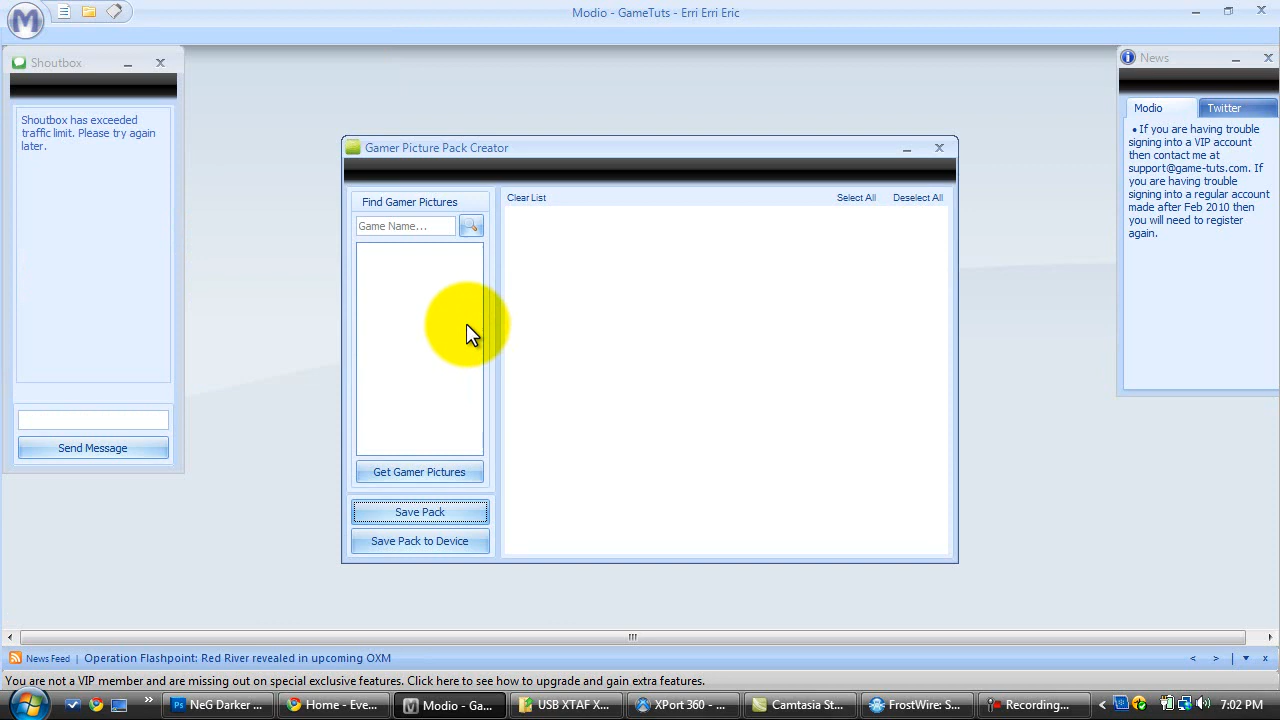 Modio - GameTuts - Erri Erri Eric
Shoutbox
Shoutbox has exceeded
traffic limit. Please try again
later.
Send Message
Gamer Picture Pack Creator
Find Gamer Pictures
Game Name...
Get Gamer Pictures
Save Pack
Save Pack to Device
Clear List
Select All
Deselect All
News
Modio
Twitter
• If you are having trouble
signing into a VIP account
then contact me at
support@game-tuts.com. If
you are having trouble
signing into a regular account
made after Feb 2010 then
you will need to register
again.
News Feed
Operation Flashpoint: Red River revealed in upcoming OXM
You are not a VIP member and are missing out on special exclusive features. Click here to see how to upgrade and gain extra features.
NeG Darker ...
Home - Eve...
Modio - Ga...
USB XTAF X...
XPort 360 - ...
Camtasia St...
FrostWire: S...
Recording...
7:02 PM